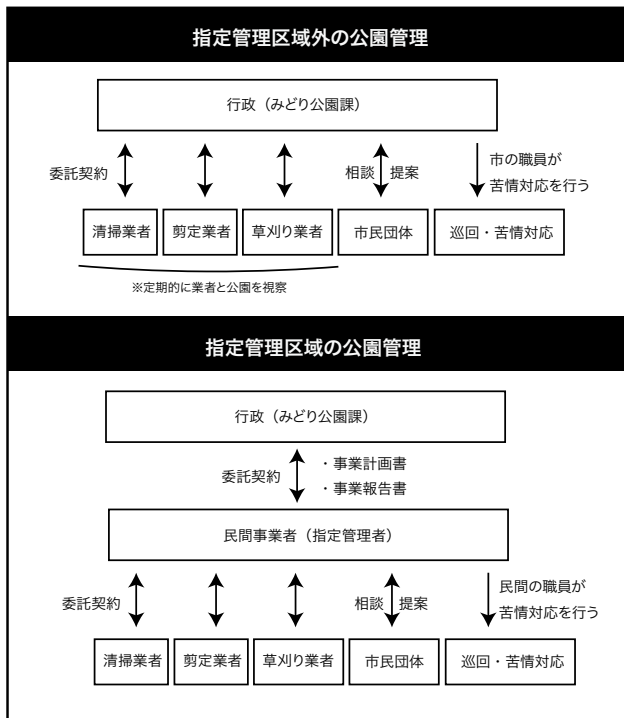 指定管理区域外の公園管理
行政（みどり公園課）
委託契約
相談
提案
市の職員が
苦情対応を行う
清掃業者
剪定業者
草刈り業者
市民団体
巡回・苦情対応
※定期的に業者と公園を視察
指定管理区域の公園管理
行政（みどり公園課）
委託契約
・事業計画書
・事業報告書
民間事業者（指定管理者）
委託契約
相談
提案
民間の職員が
苦情対応を行う
清掃業者
剪定業者
草刈り業者
市民団体
巡回・苦情対応